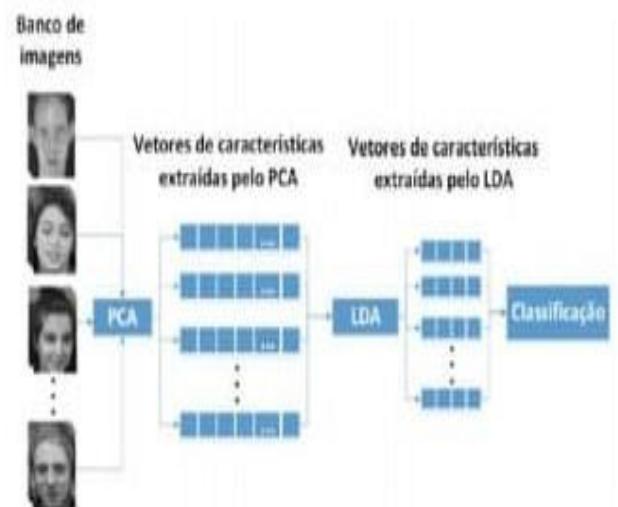 Banco de
imagens
Vetores de características
extraídas pelo PCA
Vetores de características
extraídas pelo LDA
PCA
LDA
Classificação
...
...
...
...